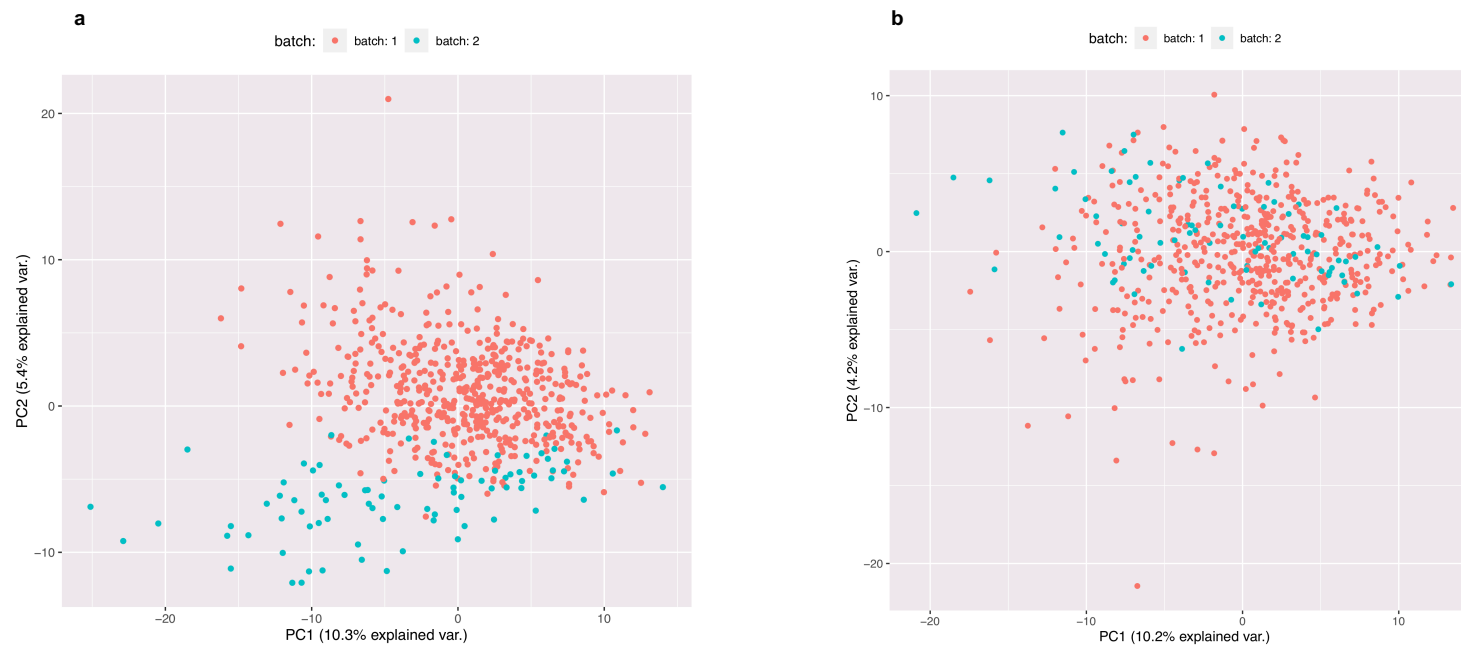 a
batch: batch: 1 batch: 2
20
10
0
−10
PC2 (5.4% explained var.)
−20 −10 0 10
PC1 (10.3% explained var.)
b
batch: batch: 1 batch: 2
10
0
−10
−20
PC2 (4.2% explained var.)
−20 −10 0 10
PC1 (10.2% explained var.)